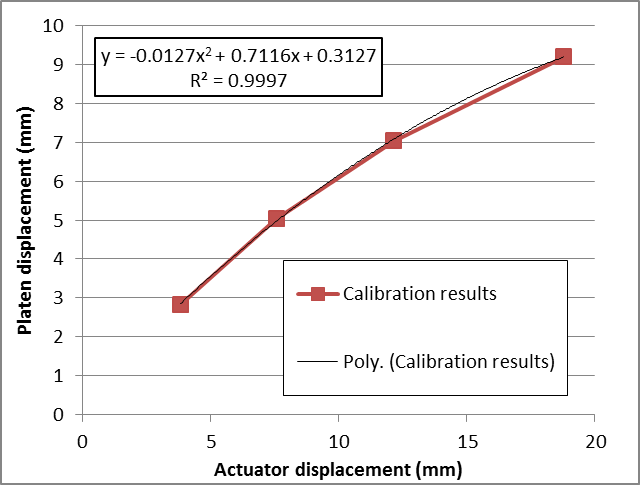 y = -0.0127x² + 0.7116x + 0.3127
R² = 0.9997
10
9
8
7
6
5
4
3
2
1
0
Platen displacement (mm)
Calibration results
Poly. (Calibration results)
0 5 10 15 20
Actuator displacement (mm)